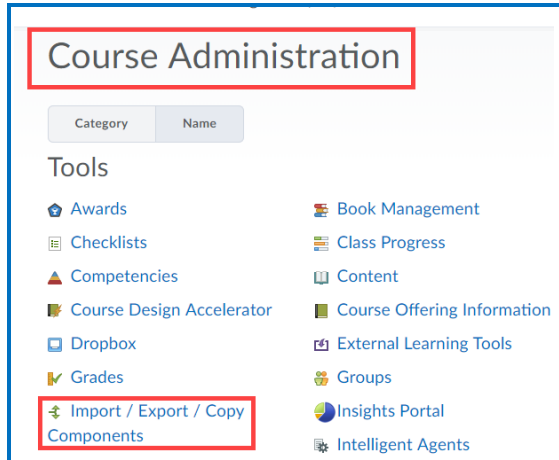 Course Administration
Category
Name
Tools
Awards
Book Management
Checklists
Class Progress
Competencies
Content
Course Design Accelerator
Course Offering Information
Dropbox
External Learning Tools
Grades
Groups
Import / Export / Copy
Components
Insights Portal
Intelligent Agents